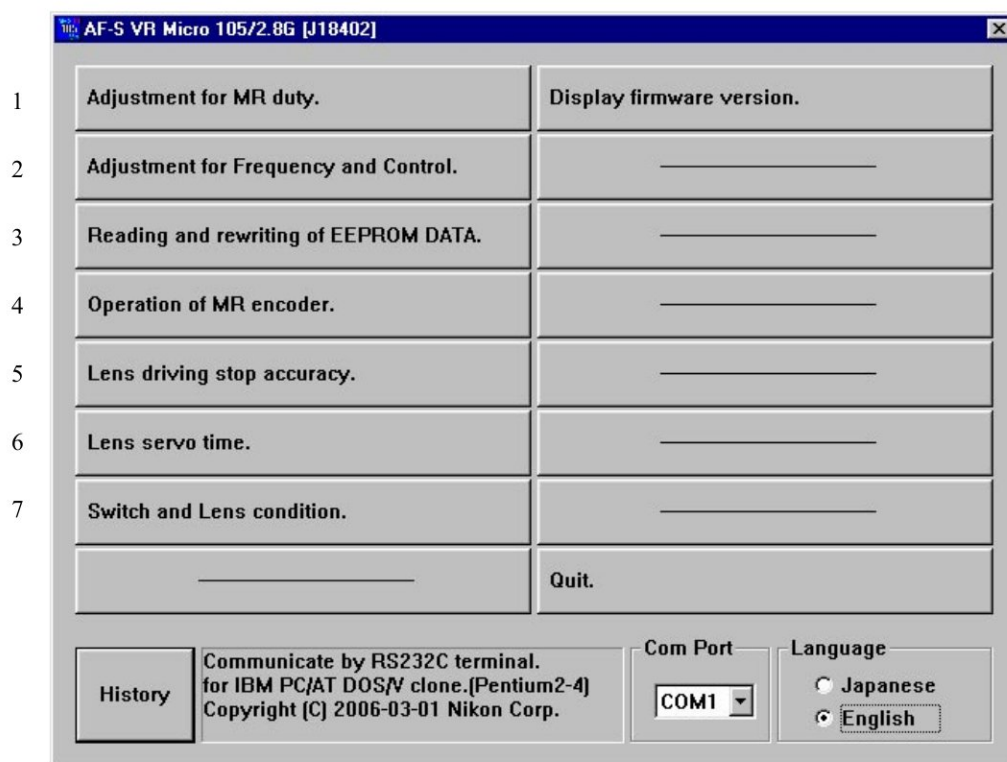 AF-S VR Micro 105/2.8G [J18402]
1 Adjustment for MR duty. Display firmware version.
2 Adjustment for Frequency and Control.
3 Reading and rewriting of EEPROM DATA.
4 Operation of MR encoder.
5 Lens driving stop accuracy.
6 Lens servo time.
7 Switch and Lens condition.
Quit.
History
Communicate by RS232C terminal.
for IBM PC/AT DOS/V clone.(Pentium2-4)
Copyright (C) 2006-03-01 Nikon Corp.
Com Port
COM1
Language
Japanese
English